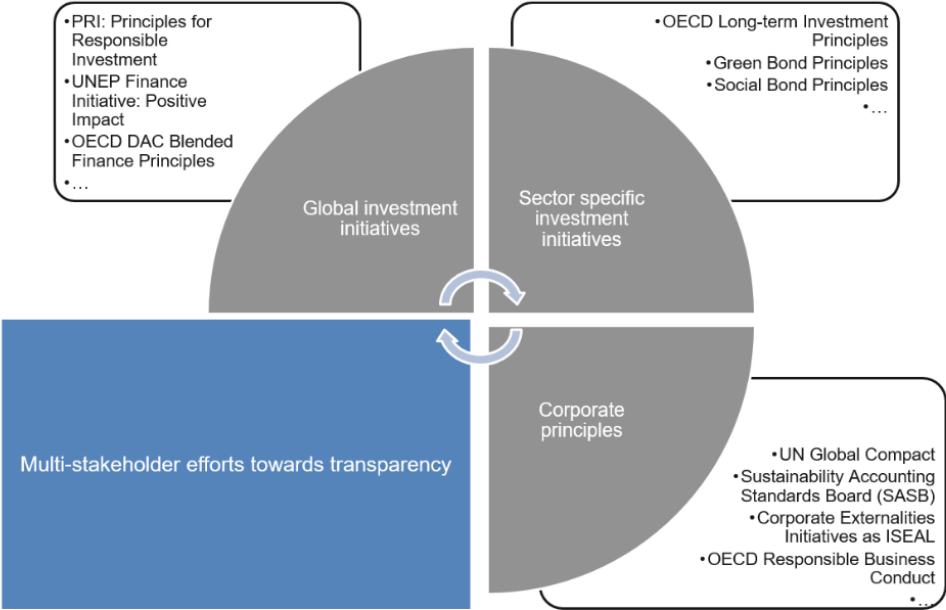 •PRI: Principles for
Responsible
Investment
•UNEP Finance
Initiative: Positive
Impact
•OECD DAC Blended
Finance Principles
•…
•OECD Long-term Investment
Principles
•Green Bond Principles
•Social Bond Principles
•…
Global investment
initiatives
Sector specific
investment
initiatives
Multi-stakeholder efforts towards transparency
Corporate
principles
•UN Global Compact
•Sustainability Accounting
Standards Board (SASB)
•Corporate Externalities
Initiatives as ISEAL
•OECD Responsible Business
Conduct
•…